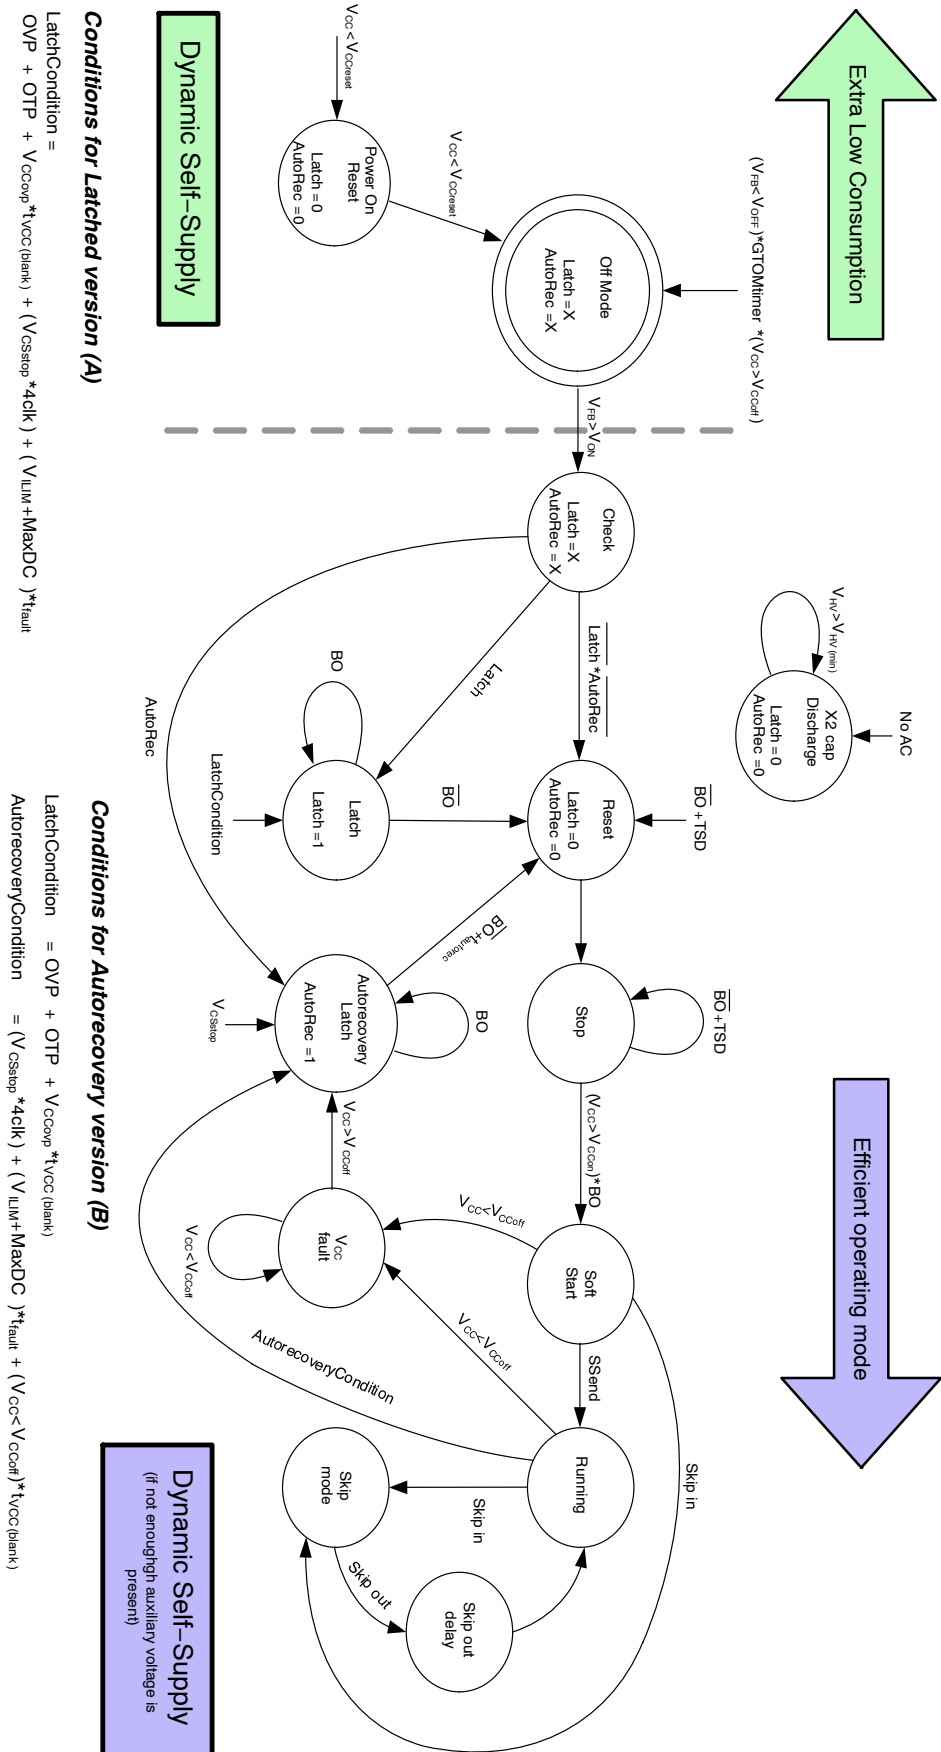 Extra Low Consumption
Efficient operating mode
(VFB<VOFF)*GTOMtimer *(VCC>VCCoff)
No AC
X2 cap
Discharge
Latch =0
AutoRec =0
VHV>VHV(min)
VCC<VCCreset
Power On
Reset
Latch =0
AutoRec =0
VCC<VCCreset
Off Mode
Latch =X
AutoRec =X
VFB>VON
Check
Latch =X
AutoRec =X
L̅a̅t̅c̅h̅ *A̅u̅t̅o̅R̅e̅c̅
B̅O̅+TSD
Reset
Latch =0
AutoRec =0
B̅O̅+TSD
Stop
(VCC>VCCon)*BO
Soft
Start
SSend
Running
Skip in
Latch
BO
Latch
Latch =1
LatchCondition
B̅O̅
B̅O̅+tautorec
BO
Autorecovery
Latch
AutoRec =1
VCSstop
AutoRec
VCC>VCCoff
VCC<VCCoff
VCC<VCCoff
VCC
fault
VCC<VCCoff
AutorecoveryCondition
Skip in
Skip
mode
Skip out
Skip out
delay
Dynamic Self–Supply
Dynamic Self–Supply
(if not enoughgh auxiliary voltage is
present)
Conditions for Latched version (A)
LatchCondition =
OVP + OTP + VCCovp*tVCC(blank) + (VCSstop*4clk) + (VILIM+MaxDC )*tfault
Conditions for Autorecovery version (B)
LatchCondition = OVP + OTP + VCCovp*tVCC(blank)
AutorecoveryCondition = (VCSstop*4clk) + (VILIM+MaxDC )*tfault + (VCC<VCCoff)*tVCC(blank)